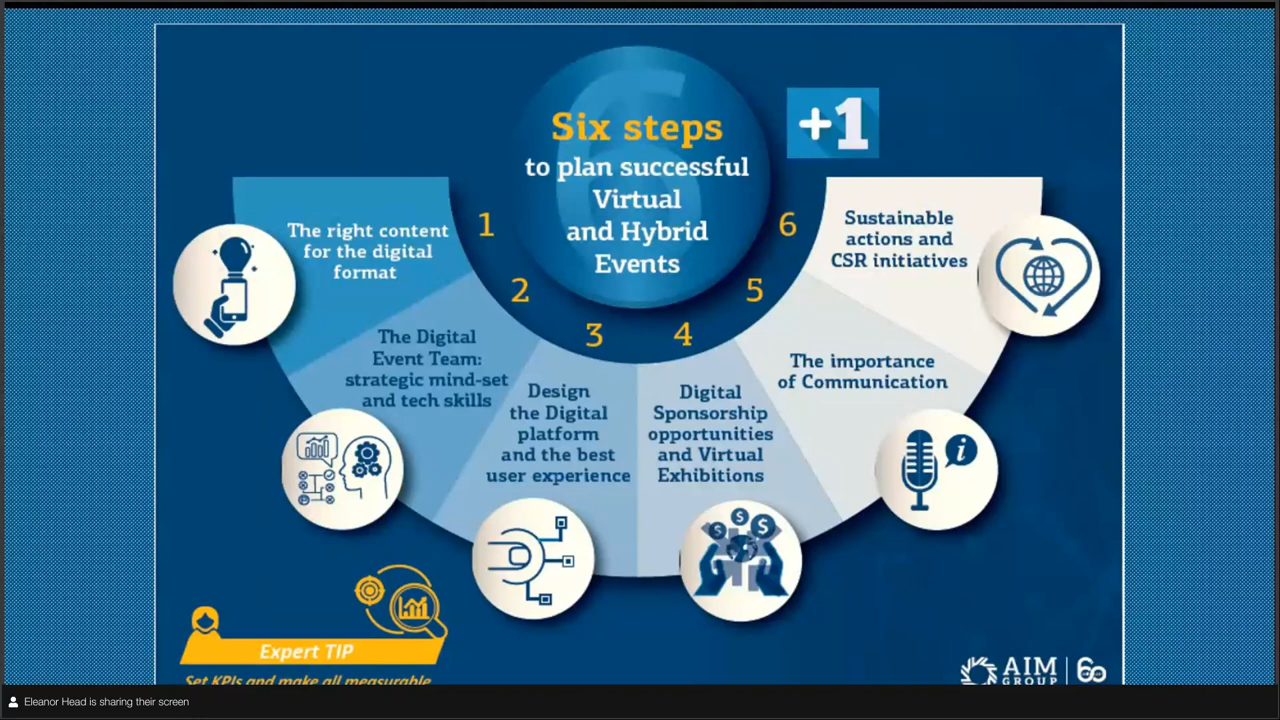 Six steps
to plan successful
Virtual
and Hybrid
Events
+1
1
The right content
for the digital
format
2
The Digital
Event Team:
strategic mind-set
and tech skills
3
Design
the Digital
platform
and the best
user experience
4
Digital
Sponsorship
opportunities
and Virtual
Exhibitions
5
The importance
of Communication
6
Sustainable
actions and
CSR initiatives
Expert TIP
Set KPIs and make all measurable
AIM
GROUP
60
Eleanor Head is sharing their screen